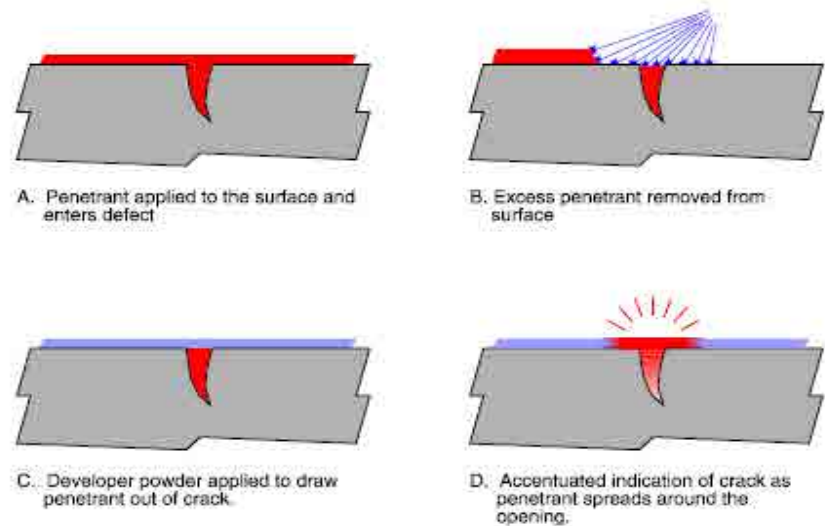 A. Penetrant applied to the surface and
enters defect
B. Excess penetrant removed from
surface
C. Developer powder applied to draw
penetrant out of crack.
D. Accentuated indication of crack as
penetrant spreads around the
opening.